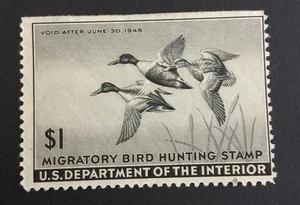 VOID AFTER JUNE 30, 1946
$1
MIGRATORY BIRD HUNTING STAMP
U.S. DEPARTMENT OF THE INTERIOR